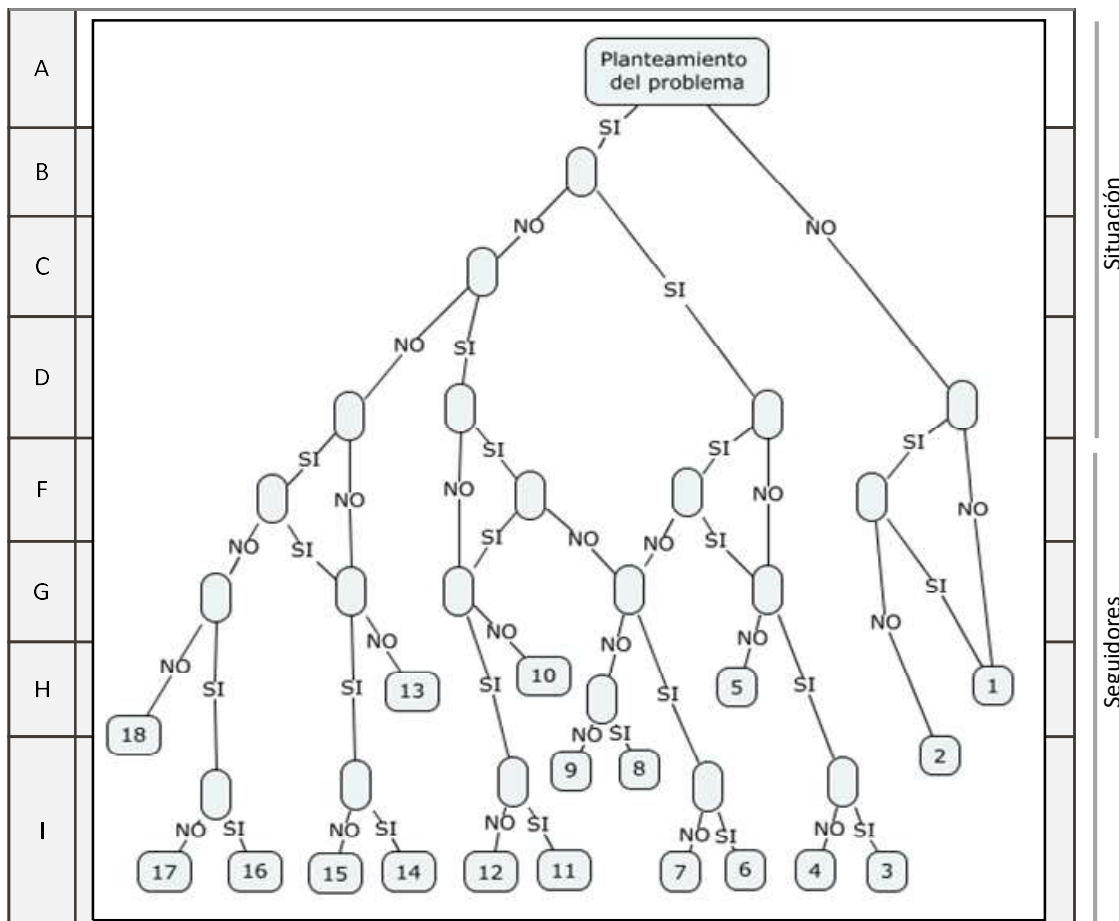 A
Planteamiento
del problema
SI
B
Situación
NO
NO
C
SI
NO
SI
D
SI
SI
SI
SI
NO
F
NO
NO
NO
NO
SI
SI
NO
NO
SI
NO
SI
G
SI
NO
NO
NO
NO
NO
Seguidores
NO
SI
H
SI
SI
SI
SI
10
5
1
13
18
NO
SI
2
9
8
I
NO
SI
NO
SI
NO
SI
NO
SI
NO
SI
17
16
15
14
12
11
7
6
4
3